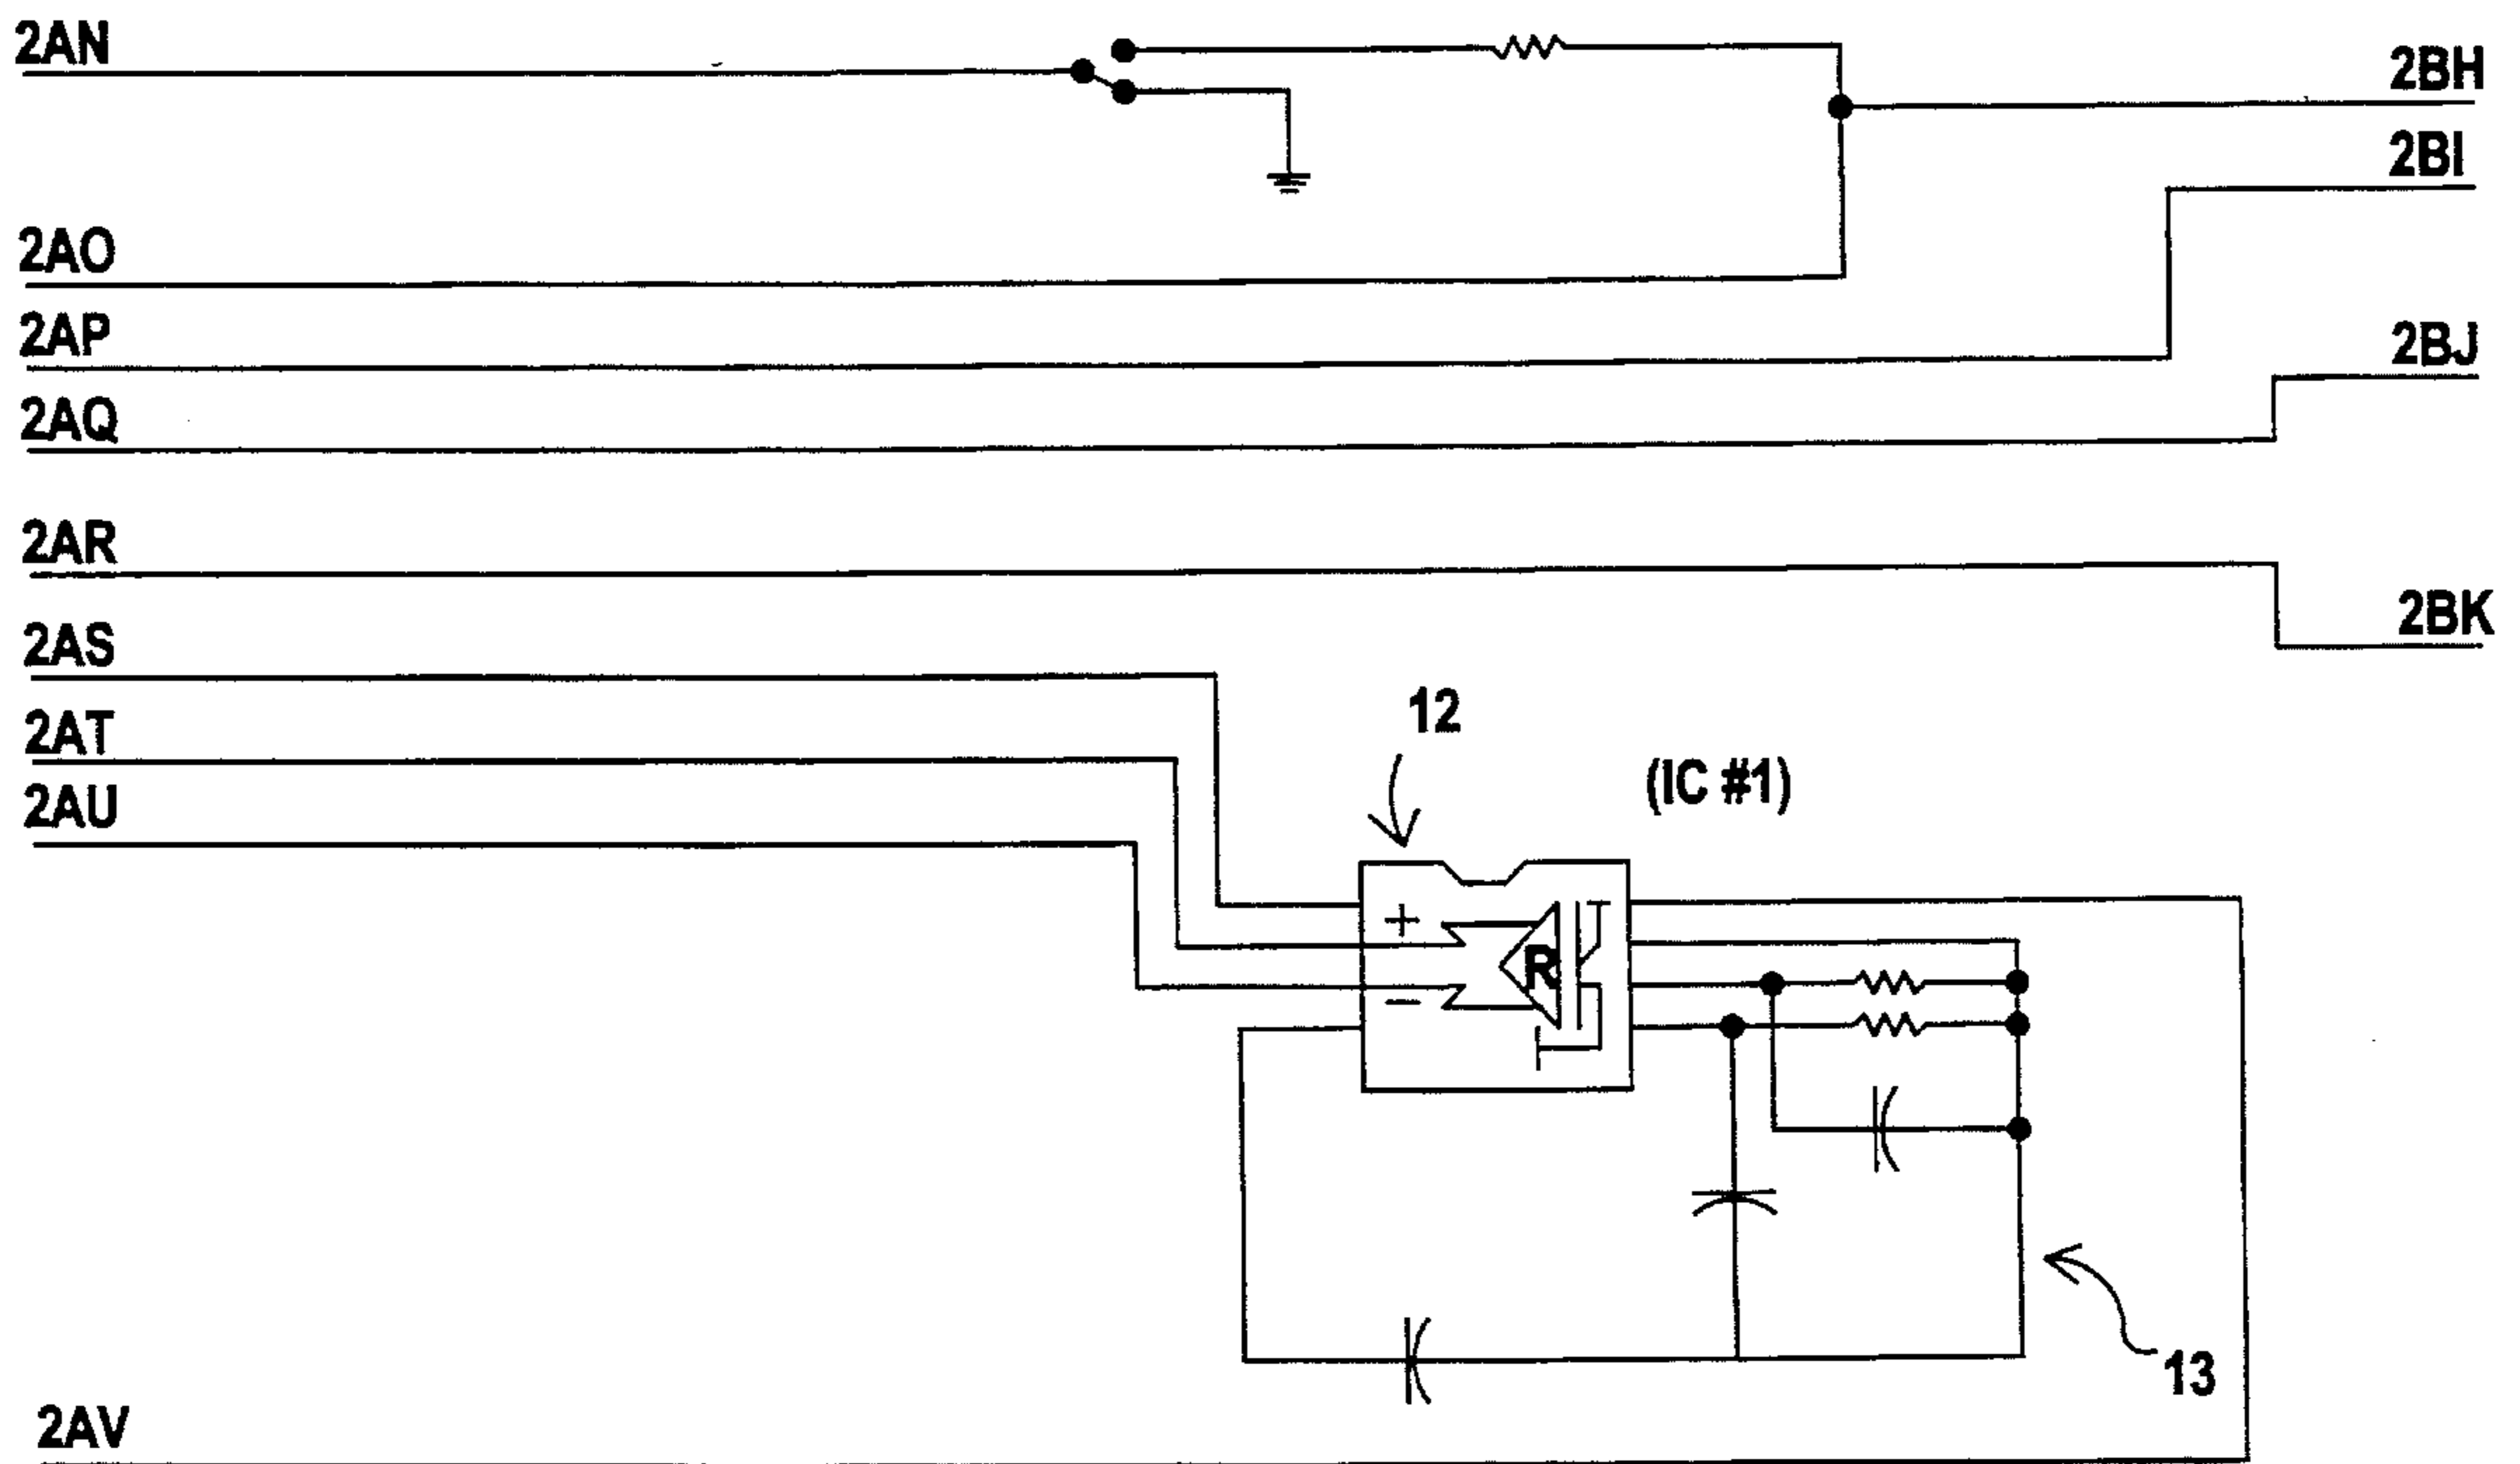 2AN
2BH
2BI
2AO
2AP
2BJ
2AQ
2AR
2BK
2AS
12
2AT
(IC #1)
2AU
+
R
−
13
2AV